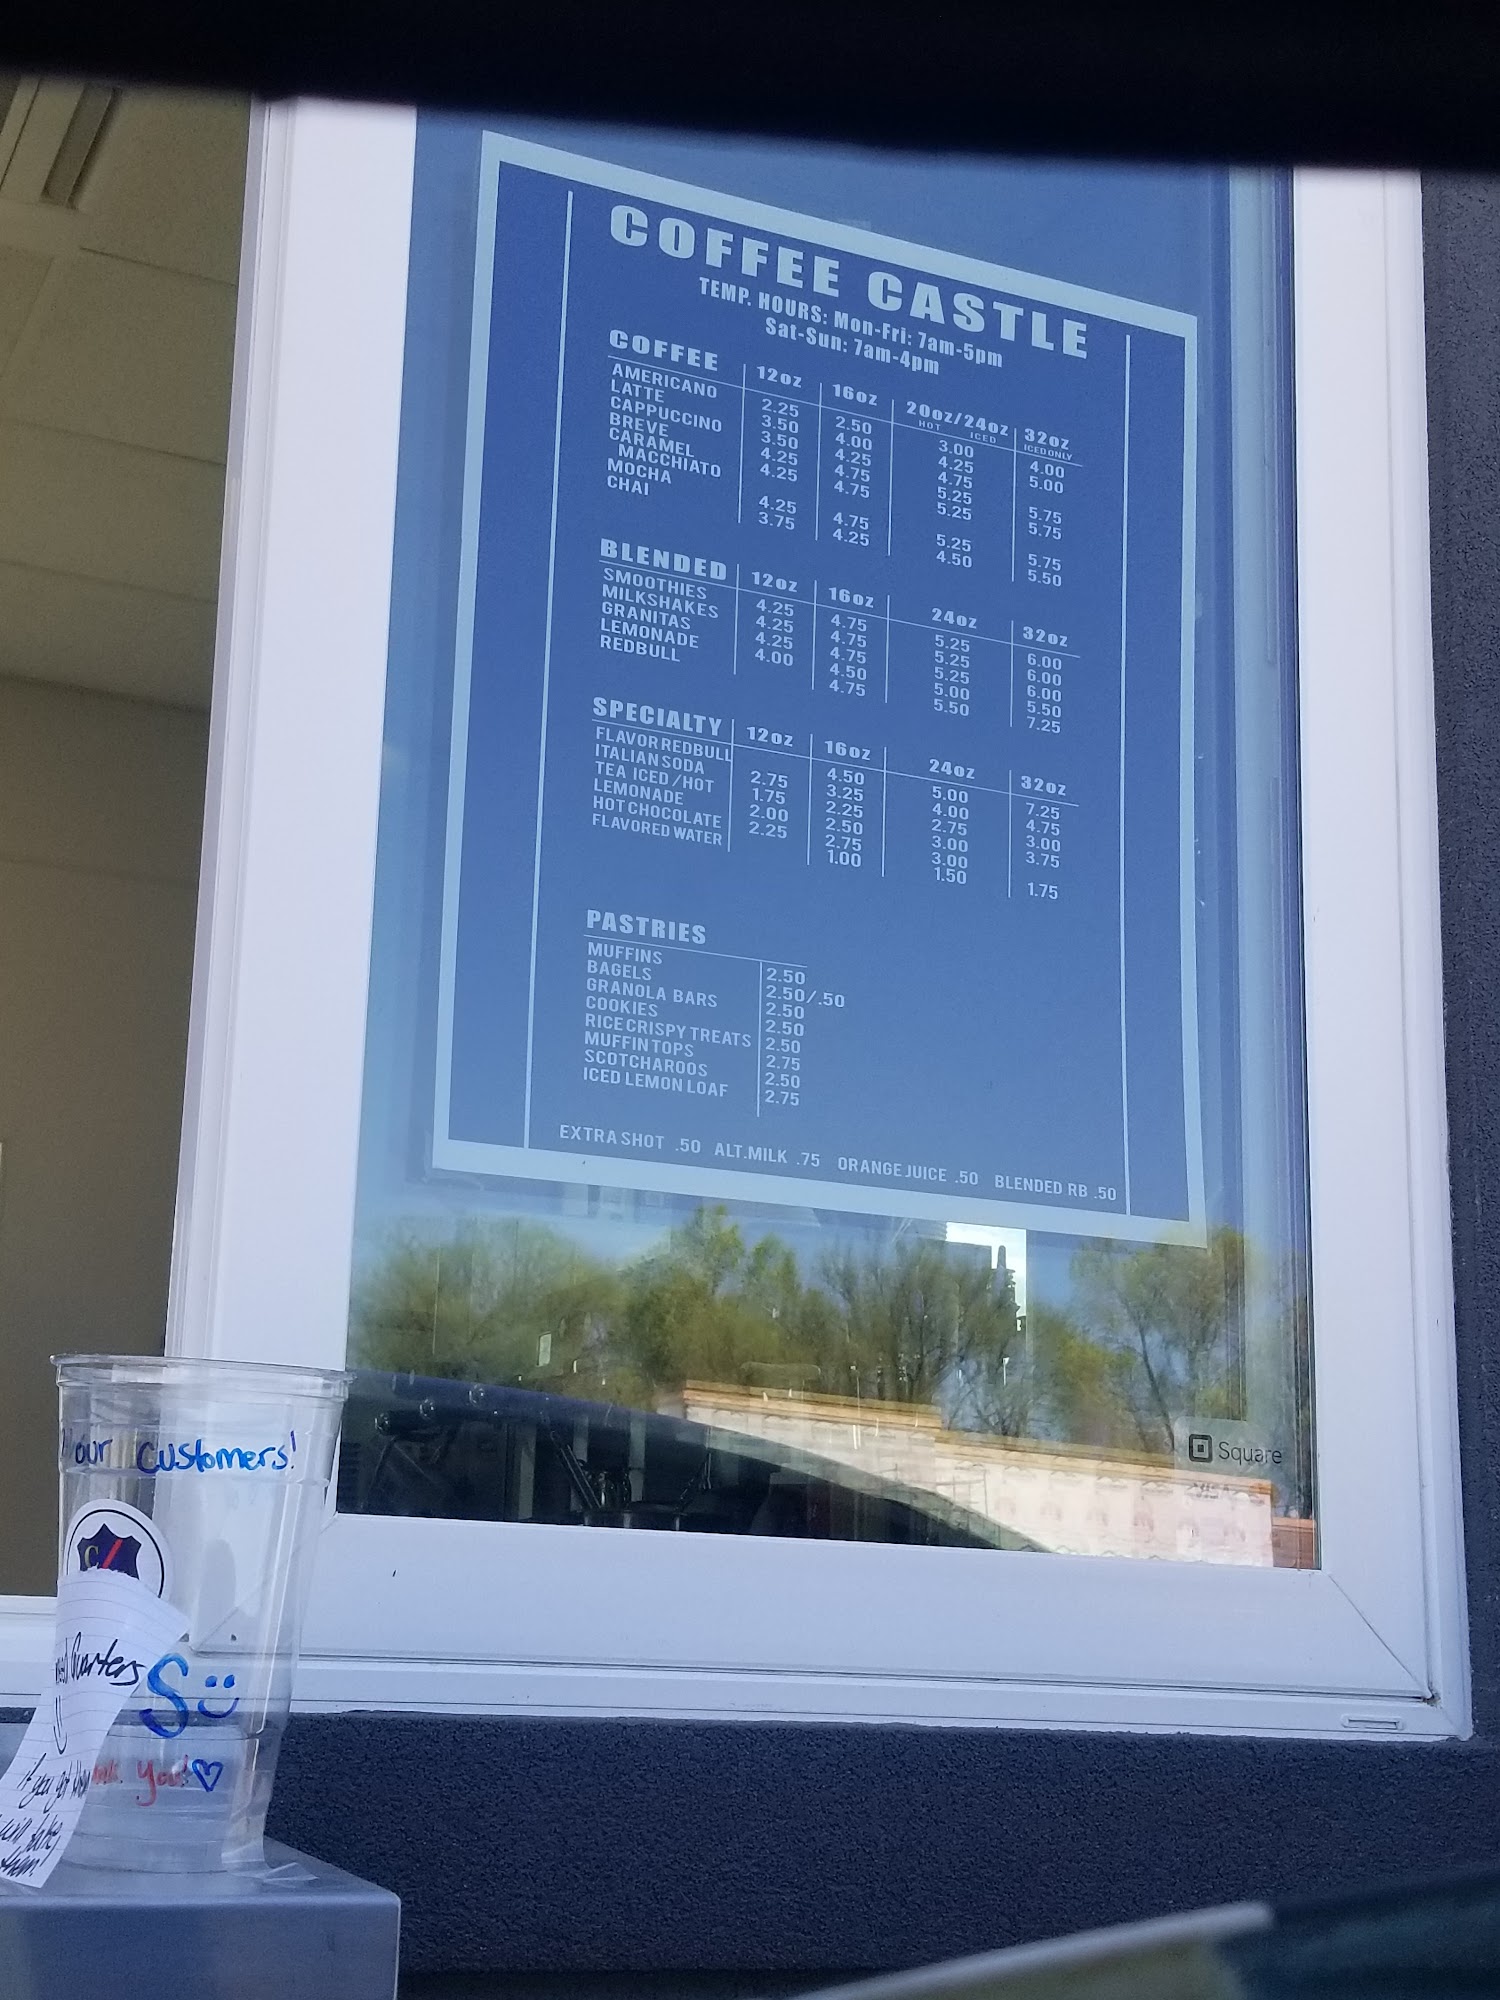 COFFEE CASTLE
TEMP. HOURS: Mon-Fri: 7am-5pm
Sat-Sun: 7am-4pm
COFFEE 12oz 16oz 20oz/24oz 32oz
HOT ICED ICED ONLY
AMERICANO 2.25 2.50 3.00 4.00
LATTE 3.50 4.00 4.25 5.00
CAPPUCCINO 3.50 4.25 4.75
BREVE 4.25 4.75 5.25 5.75
CARAMEL 4.25 4.75 5.25 5.75
MACCHIATO
MOCHA 4.25 4.75 5.25 5.75
CHAI 3.75 4.25 4.50 5.50
BLENDED 12oz 16oz 24oz 32oz
SMOOTHIES 4.25 4.75 5.25 6.00
MILKSHAKES 4.25 4.75 5.25 6.00
GRANITAS 4.25 4.75 5.25 6.00
LEMONADE 4.00 4.50 5.00 5.50
REDBULL 4.75 5.50 7.25
SPECIALTY 12oz 16oz 24oz 32oz
FLAVOR REDBULL 4.50 5.00 7.25
ITALIAN SODA 2.75 3.25 4.00 4.75
TEA ICED/HOT 1.75 2.25 2.75 3.00
LEMONADE 2.00 2.50 3.00 3.75
HOT CHOCOLATE 2.25 2.75 3.00
FLAVORED WATER 1.00 1.50 1.75
PASTRIES
MUFFINS 2.50
BAGELS 2.50/.50
GRANOLA BARS 2.50
COOKIES 2.50
RICE CRISPY TREATS 2.50
MUFFIN TOPS 2.75
SCOTCHAROOS 2.50
ICED LEMON LOAF 2.75
EXTRA SHOT .50 ALT.MILK .75 ORANGE JUICE .50 BLENDED RB .50
Square
our customers!
C
Quarters
S
if you got
You!
them!